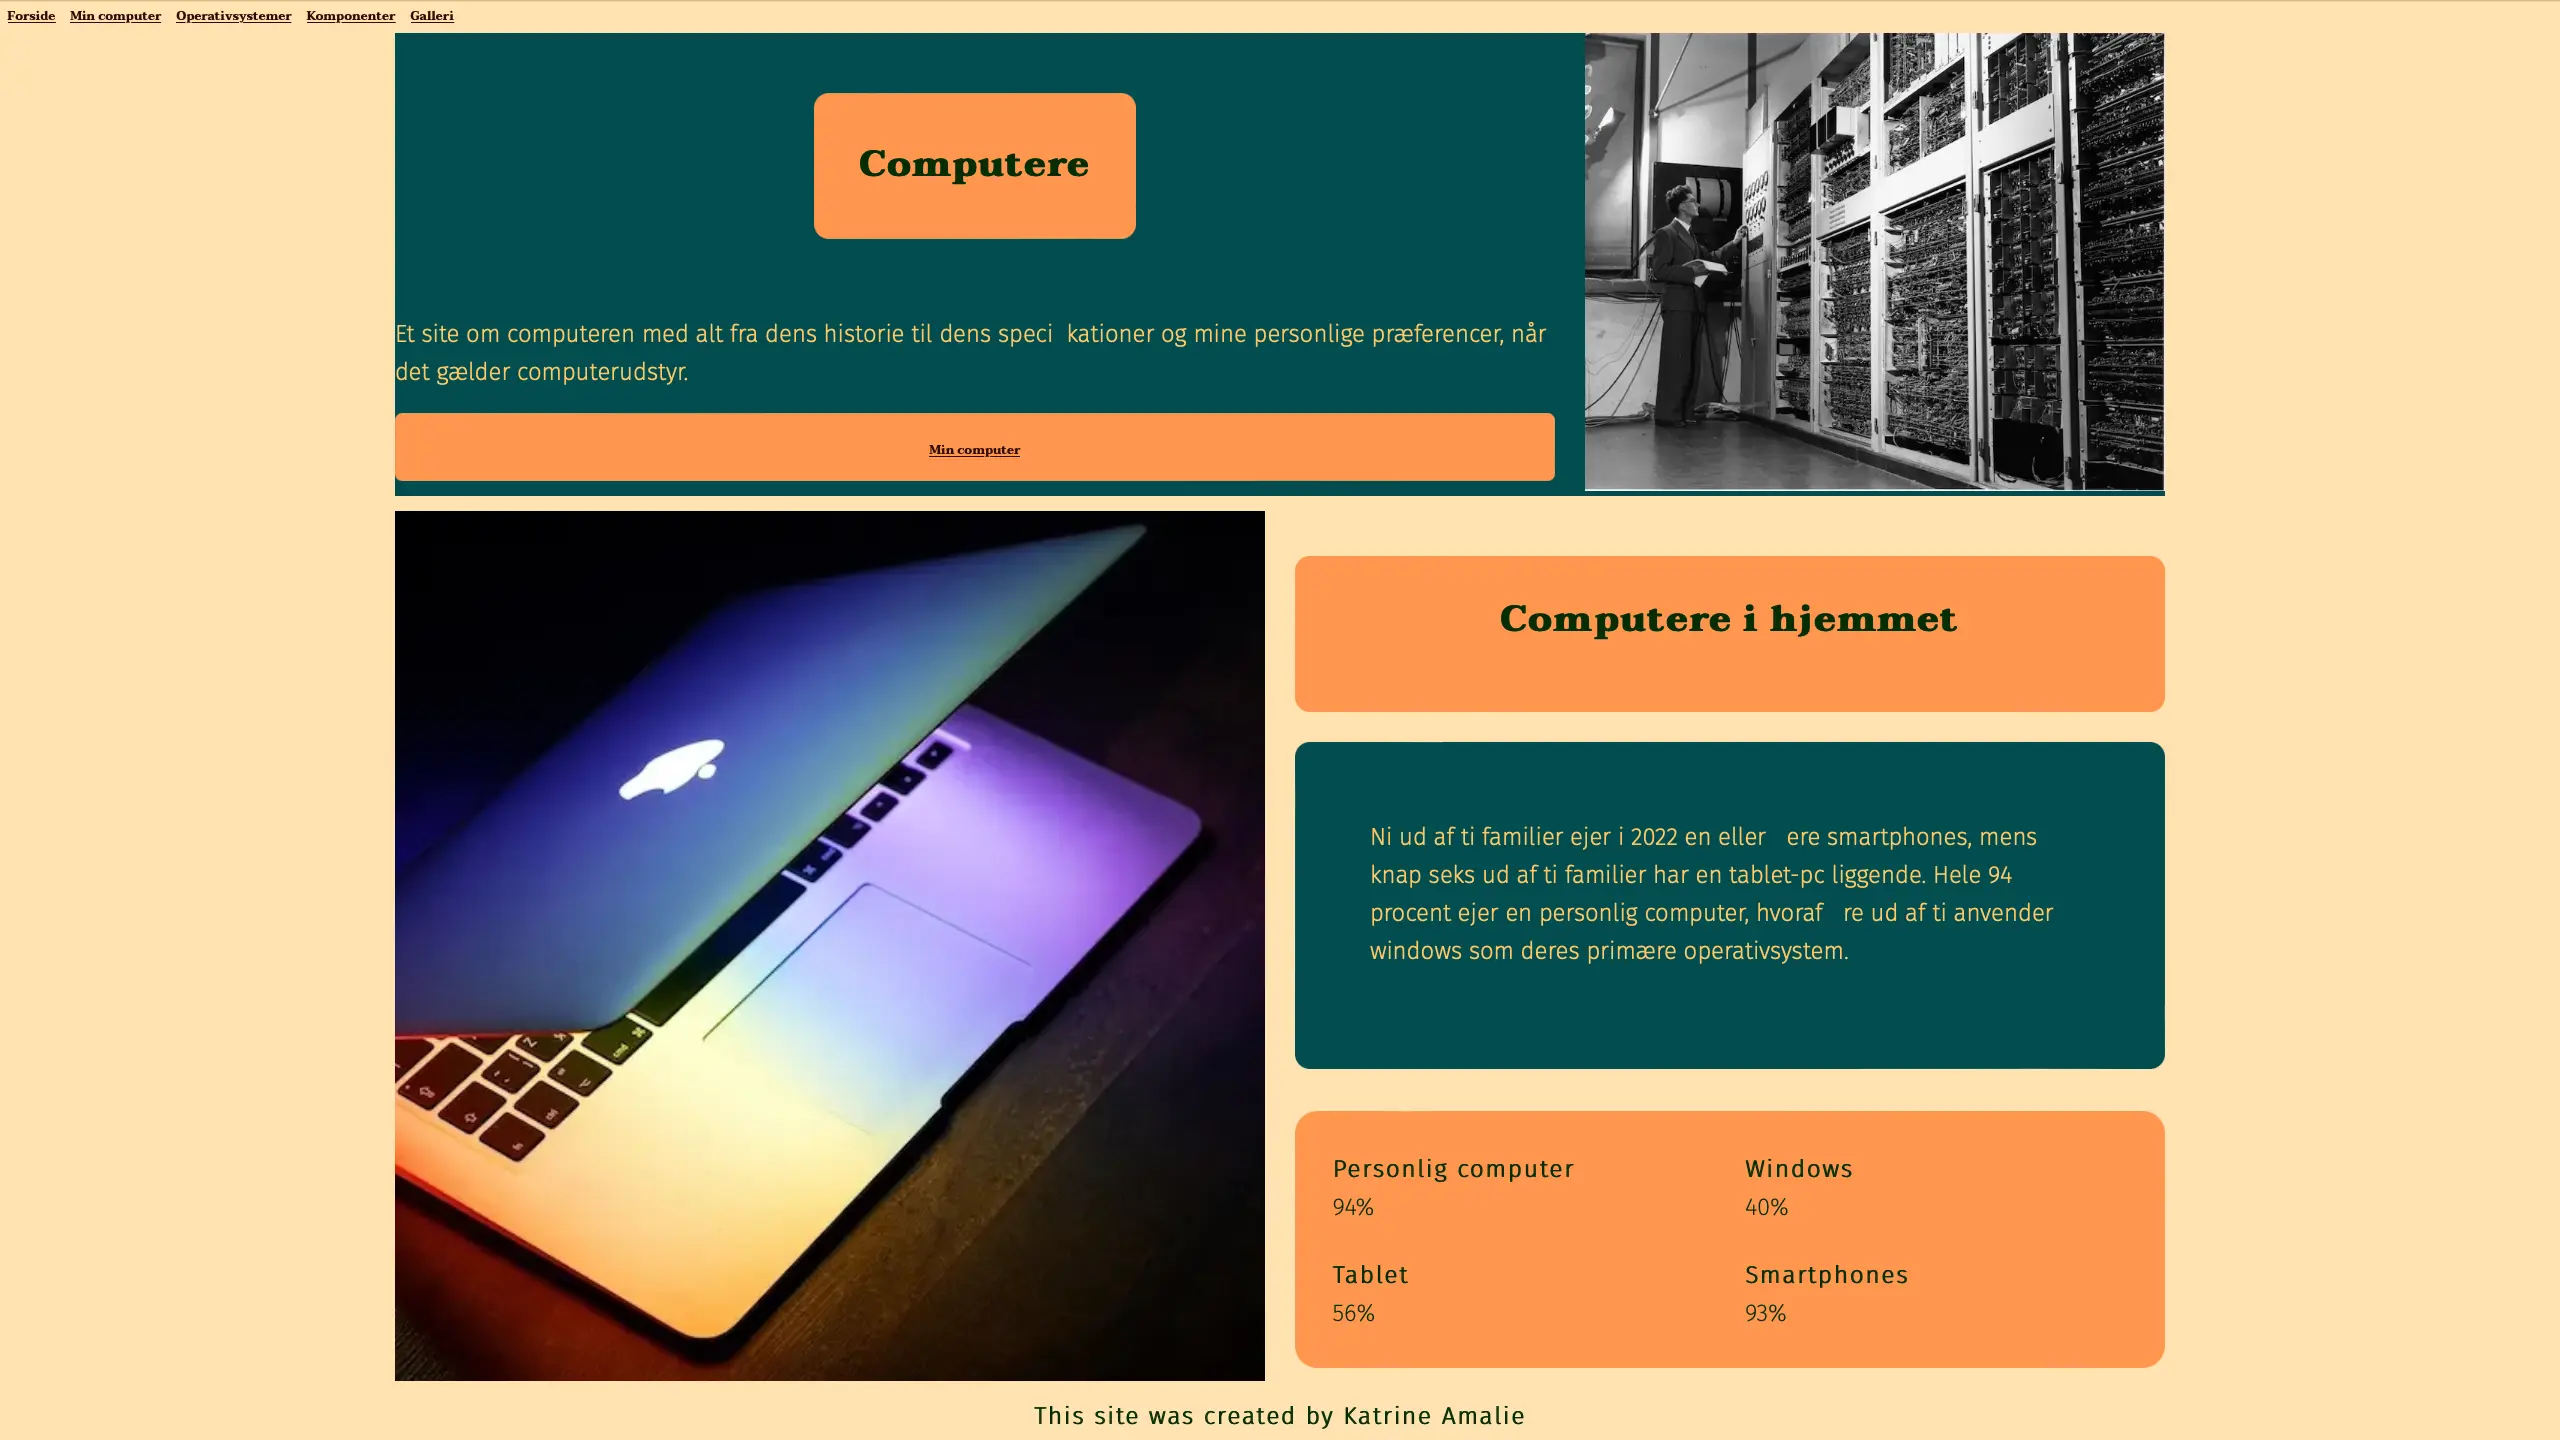 Forside Min computer Operativsystemer Komponenter Galleri
Computere
Et site om computeren med alt fra dens historie til dens speci kationer og mine personlige præferencer, når
det gælder computerudstyr.
Min computer
Computere i hjemmet
Ni ud af ti familier ejer i 2022 en eller ere smartphones, mens
knap seks ud af ti familier har en tablet-pc liggende. Hele 94
procent ejer en personlig computer, hvoraf re ud af ti anvender
windows som deres primære operativsystem.
Personlig computer
94%
Windows
40%
Tablet
56%
Smartphones
93%
This site was created by Katrine Amalie